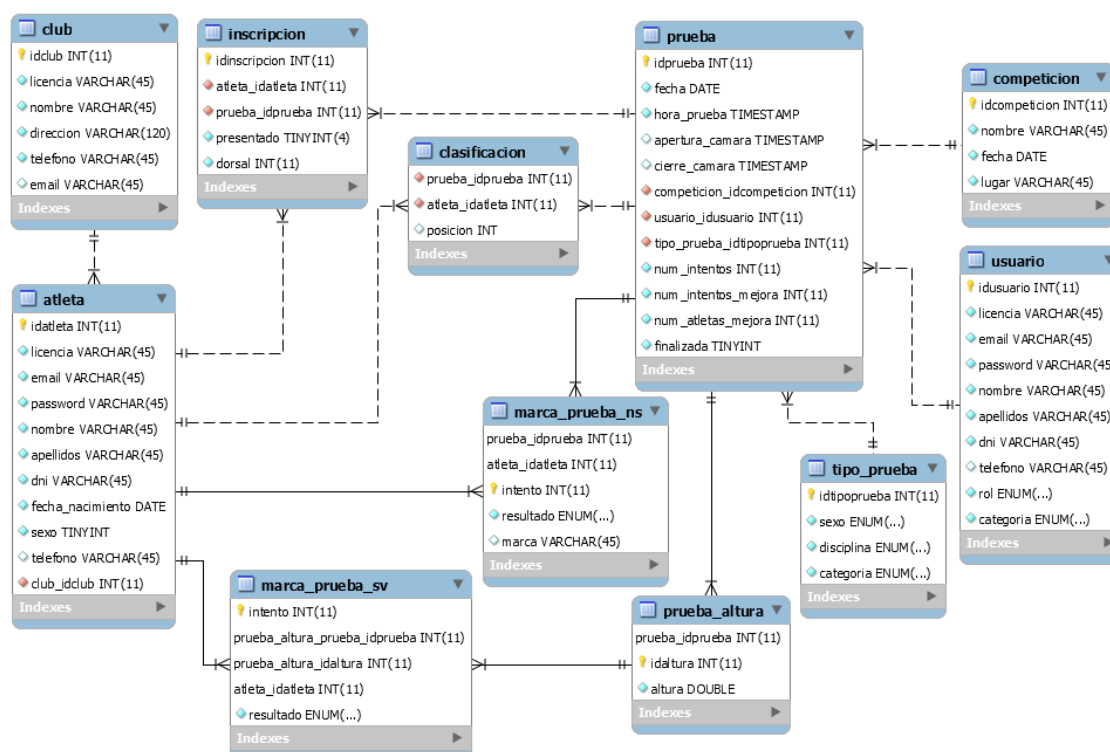 club
idclub INT(11)
licencia VARCHAR(45)
nombre VARCHAR(45)
direccion VARCHAR(120)
telefono VARCHAR(45)
email VARCHAR(45)
Indexes
inscripcion
idinscripcion INT(11)
atleta_idatleta INT(11)
prueba_idprueba INT(11)
presentado TINYINT(4)
dorsal INT(11)
Indexes
prueba
idprueba INT(11)
fecha DATE
hora_prueba TIMESTAMP
apertura_camara TIMESTAMP
cierre_camara TIMESTAMP
competicion_idcompeticion INT(11)
usuario_idusuario INT(11)
tipo_prueba_idtipoprueba INT(11)
num_intentos INT(11)
num_intentos_mejora INT(11)
num_atletas_mejora INT(11)
finalizada TINYINT
Indexes
competicion
idcompeticion INT(11)
nombre VARCHAR(45)
fecha DATE
lugar VARCHAR(45)
Indexes
clasificacion
prueba_idprueba INT(11)
atleta_idatleta INT(11)
posicion INT
Indexes
usuario
idusuario INT(11)
licencia VARCHAR(45)
email VARCHAR(45)
password VARCHAR(45
nombre VARCHAR(45)
apellidos VARCHAR(45)
dni VARCHAR(45)
telefono VARCHAR(45)
rol ENUM(...)
categoria ENUM(...)
Indexes
atleta
idatleta INT(11)
licencia VARCHAR(45)
email VARCHAR(45)
password VARCHAR(45)
nombre VARCHAR(45)
apellidos VARCHAR(45)
dni VARCHAR(45)
fecha_nacimiento DATE
sexo TINYINT
telefono VARCHAR(45)
club_idclub INT(11)
Indexes
marca_prueba_ns
prueba_idprueba INT(11)
atleta_idatleta INT(11)
intento INT(11)
resultado ENUM(...)
marca VARCHAR(45)
Indexes
tipo_prueba
idtipoprueba INT(11)
sexo ENUM(...)
disciplina ENUM(...)
categoria ENUM(...)
Indexes
marca_prueba_sv
intento INT(11)
prueba_altura_prueba_idprueba INT(11)
prueba_altura_idaltura INT(11)
atleta_idatleta INT(11)
resultado ENUM(...)
Indexes
prueba_altura
prueba_idprueba INT(11)
idaltura INT(11)
altura DOUBLE
Indexes